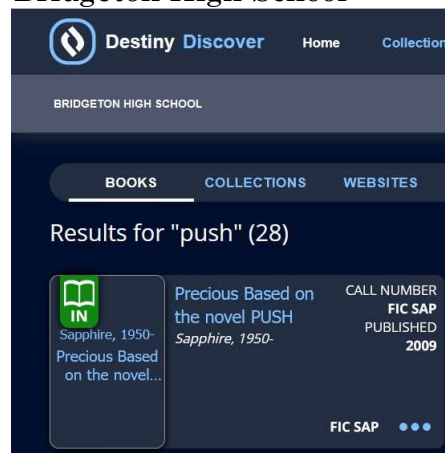 Bridgeton High School
Destiny Discover Home Collection
BRIDGETON HIGH SCHOOL
BOOKS COLLECTIONS WEBSITES
Results for "push" (28)
IN
Sapphire, 1950-
Precious Based
on the novel...
Precious Based on
the novel PUSH
Sapphire, 1950-
CALL NUMBER
FIC SAP
PUBLISHED
2009
FIC SAP